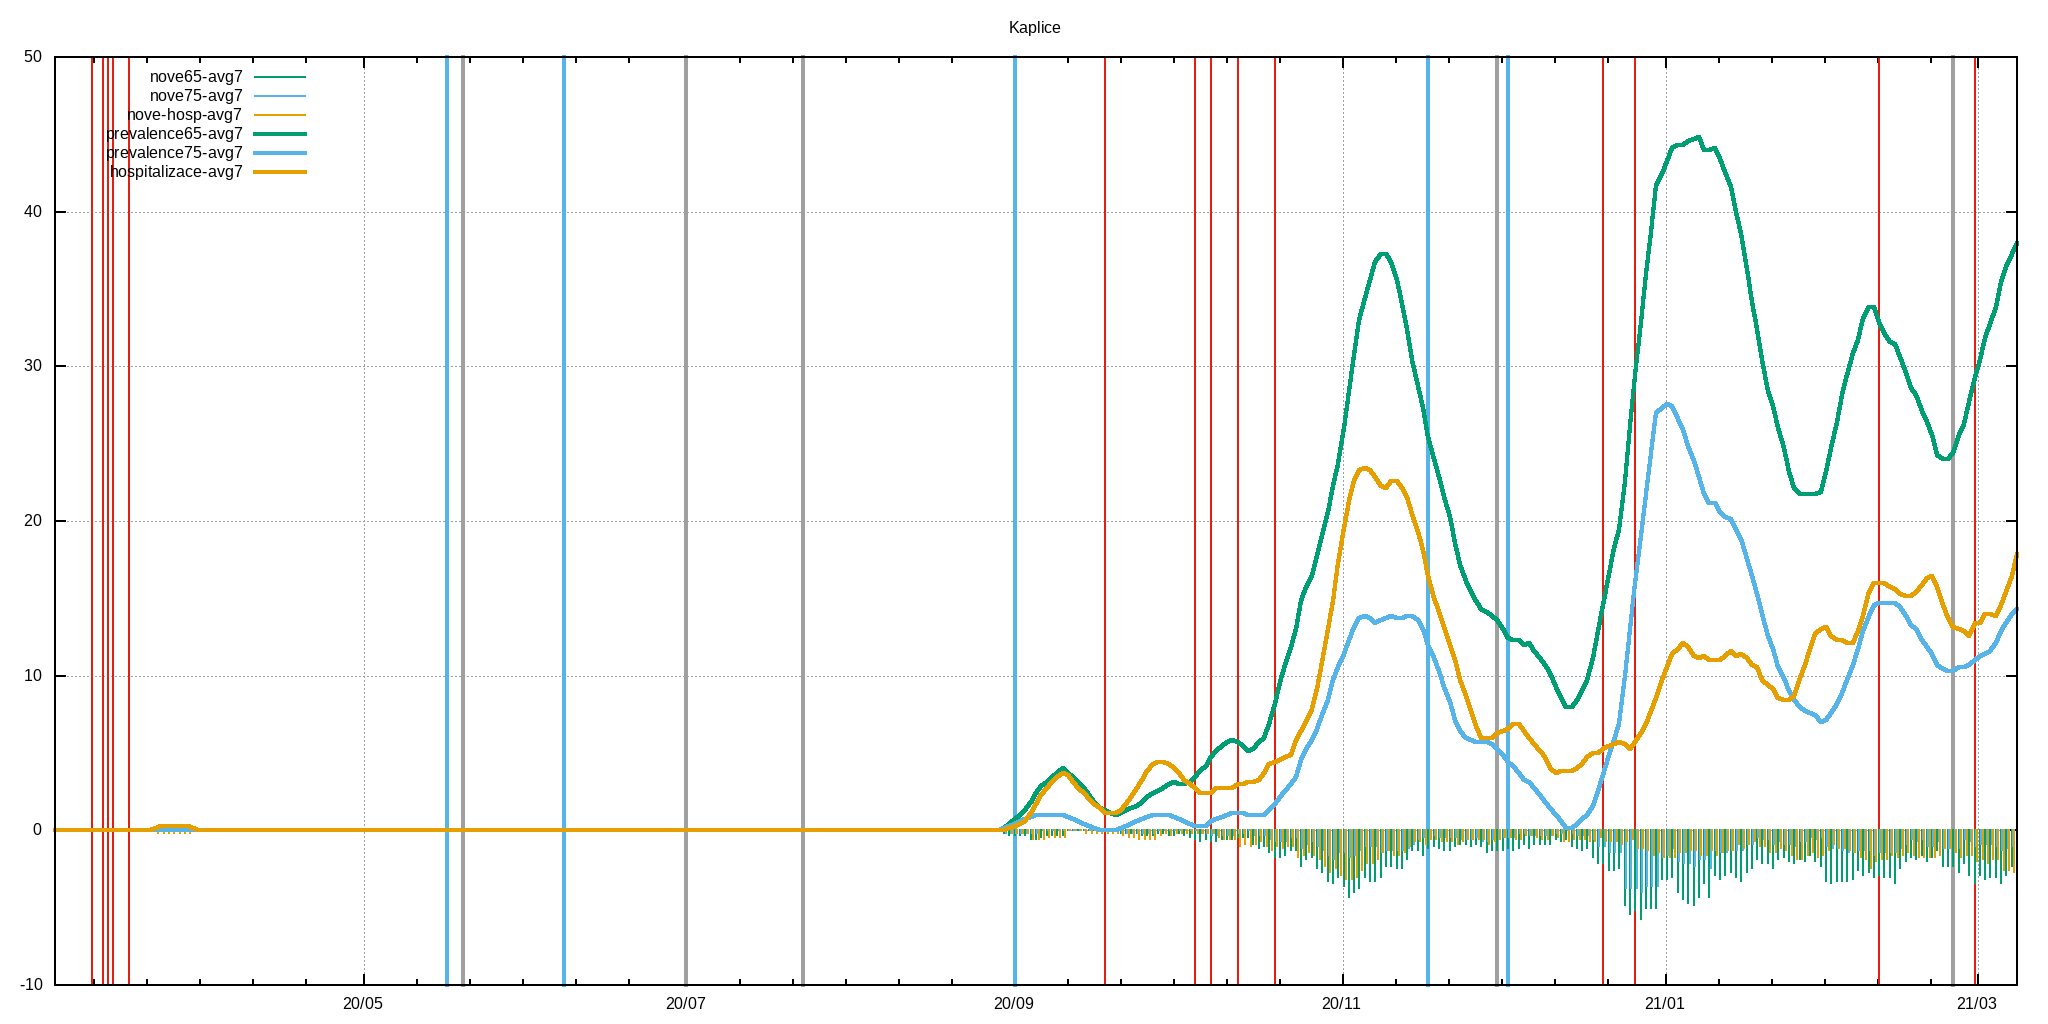 Kaplice
50
nove65-avg7
nove75-avg7
nove-hosp-avg7
prevalence65-avg7
prevalence75-avg7
hospitalizace-avg7
40
30
20
10
0
-10
20/05 20/07 20/09 20/11 21/01 21/03